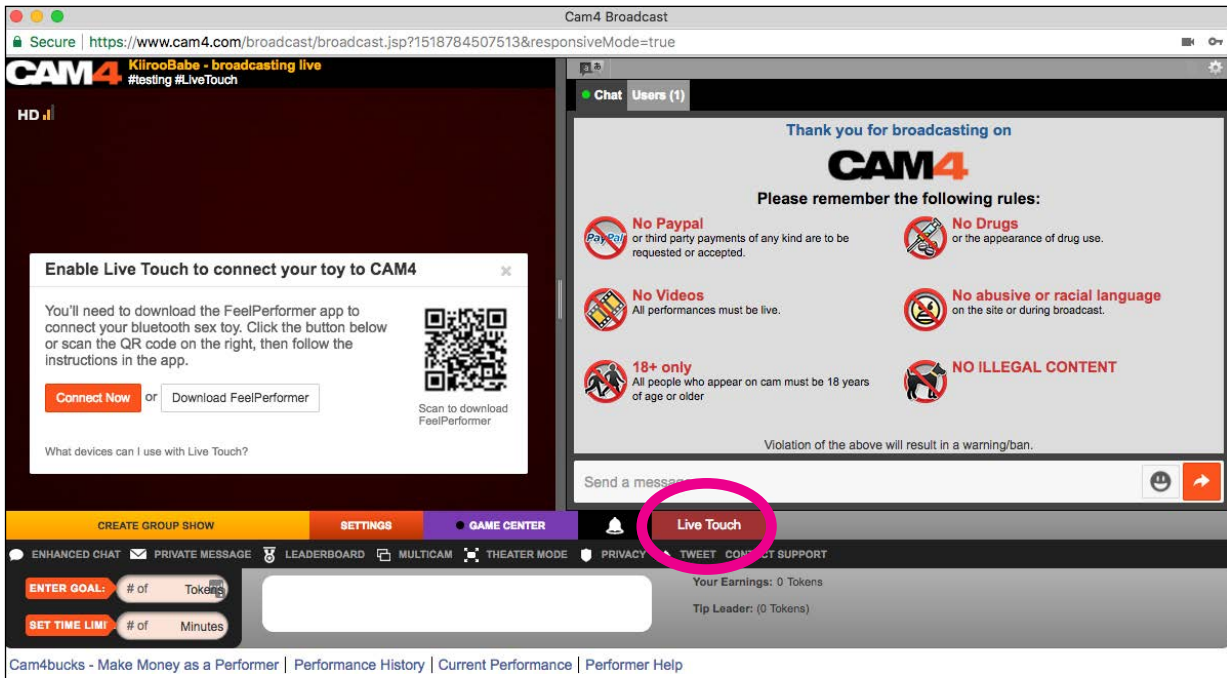 Cam4 Broadcast
Secure | https://www.cam4.com/broadcast/broadcast.jsp?1518784507513&responsiveMode=true
CAM4
KiirooBabe - broadcasting live
#testing #LiveTouch
HD
Enable Live Touch to connect your toy to CAM4
You'll need to download the FeelPerformer app to
connect your bluetooth sex toy. Click the button below
or scan the QR code on the right, then follow the
instructions in the app.
Connect Now or Download FeelPerformer
Scan to download
FeelPerformer
What devices can I use with Live Touch?
Chat Users (1)
Thank you for broadcasting on
CAM4
Please remember the following rules:
PayPal
No Paypal
or third party payments of any kind are to be
requested or accepted.
No Drugs
or the appearance of drug use.
No Videos
All performances must be live.
No abusive or racial language
on the site or during broadcast.
18+ only
All people who appear on cam must be 18 years
of age or older
NO ILLEGAL CONTENT
Violation of the above will result in a warning/ban.
Send a message
CREATE GROUP SHOW SETTINGS GAME CENTER Live Touch
ENHANCED CHAT PRIVATE MESSAGE LEADERBOARD MULTICAM THEATER MODE PRIVACY TWEET CONTACT SUPPORT
ENTER GOAL: # of Tokens
SET TIME LIMI # of Minutes
Your Earnings: 0 Tokens
Tip Leader: (0 Tokens)
Cam4bucks - Make Money as a Performer | Performance History | Current Performance | Performer Help